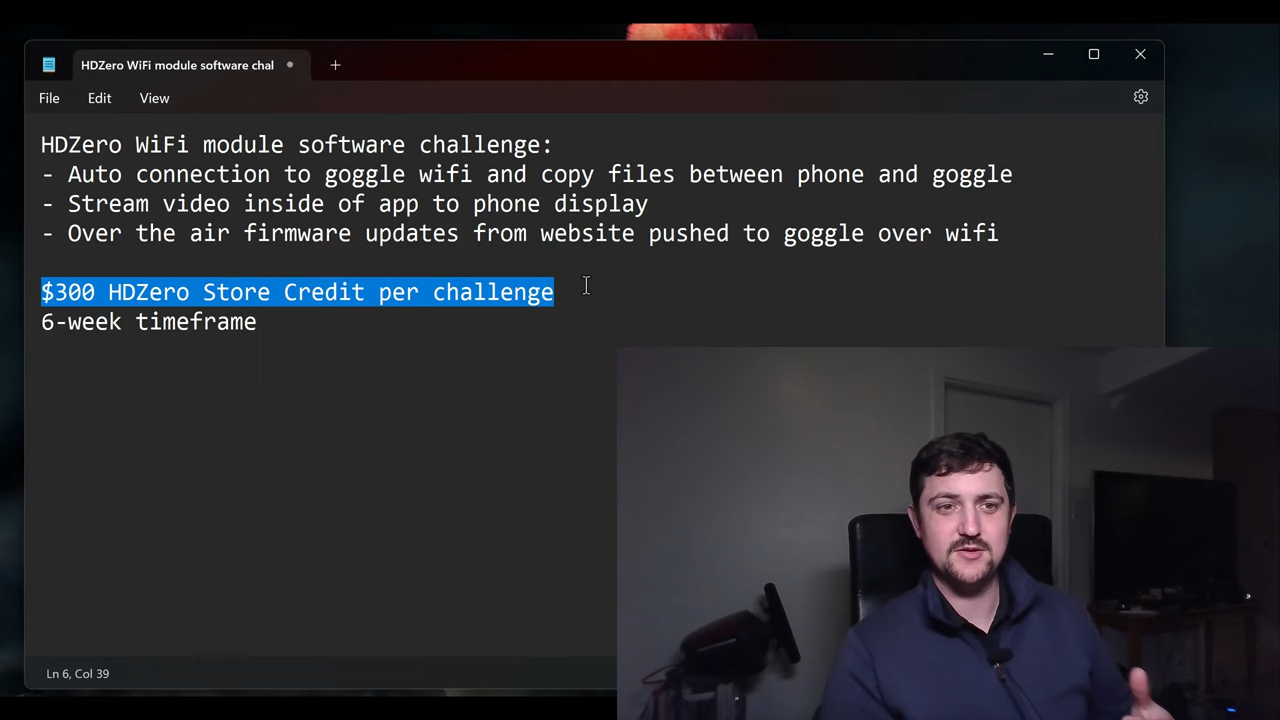 HDZero WiFi module software chal
File Edit View
HDZero WiFi module software challenge:
- Auto connection to goggle wifi and copy files between phone and goggle
- Stream video inside of app to phone display
- Over the air firmware updates from website pushed to goggle over wifi
$300 HDZero Store Credit per challenge
6-week timeframe
Ln 6, Col 39